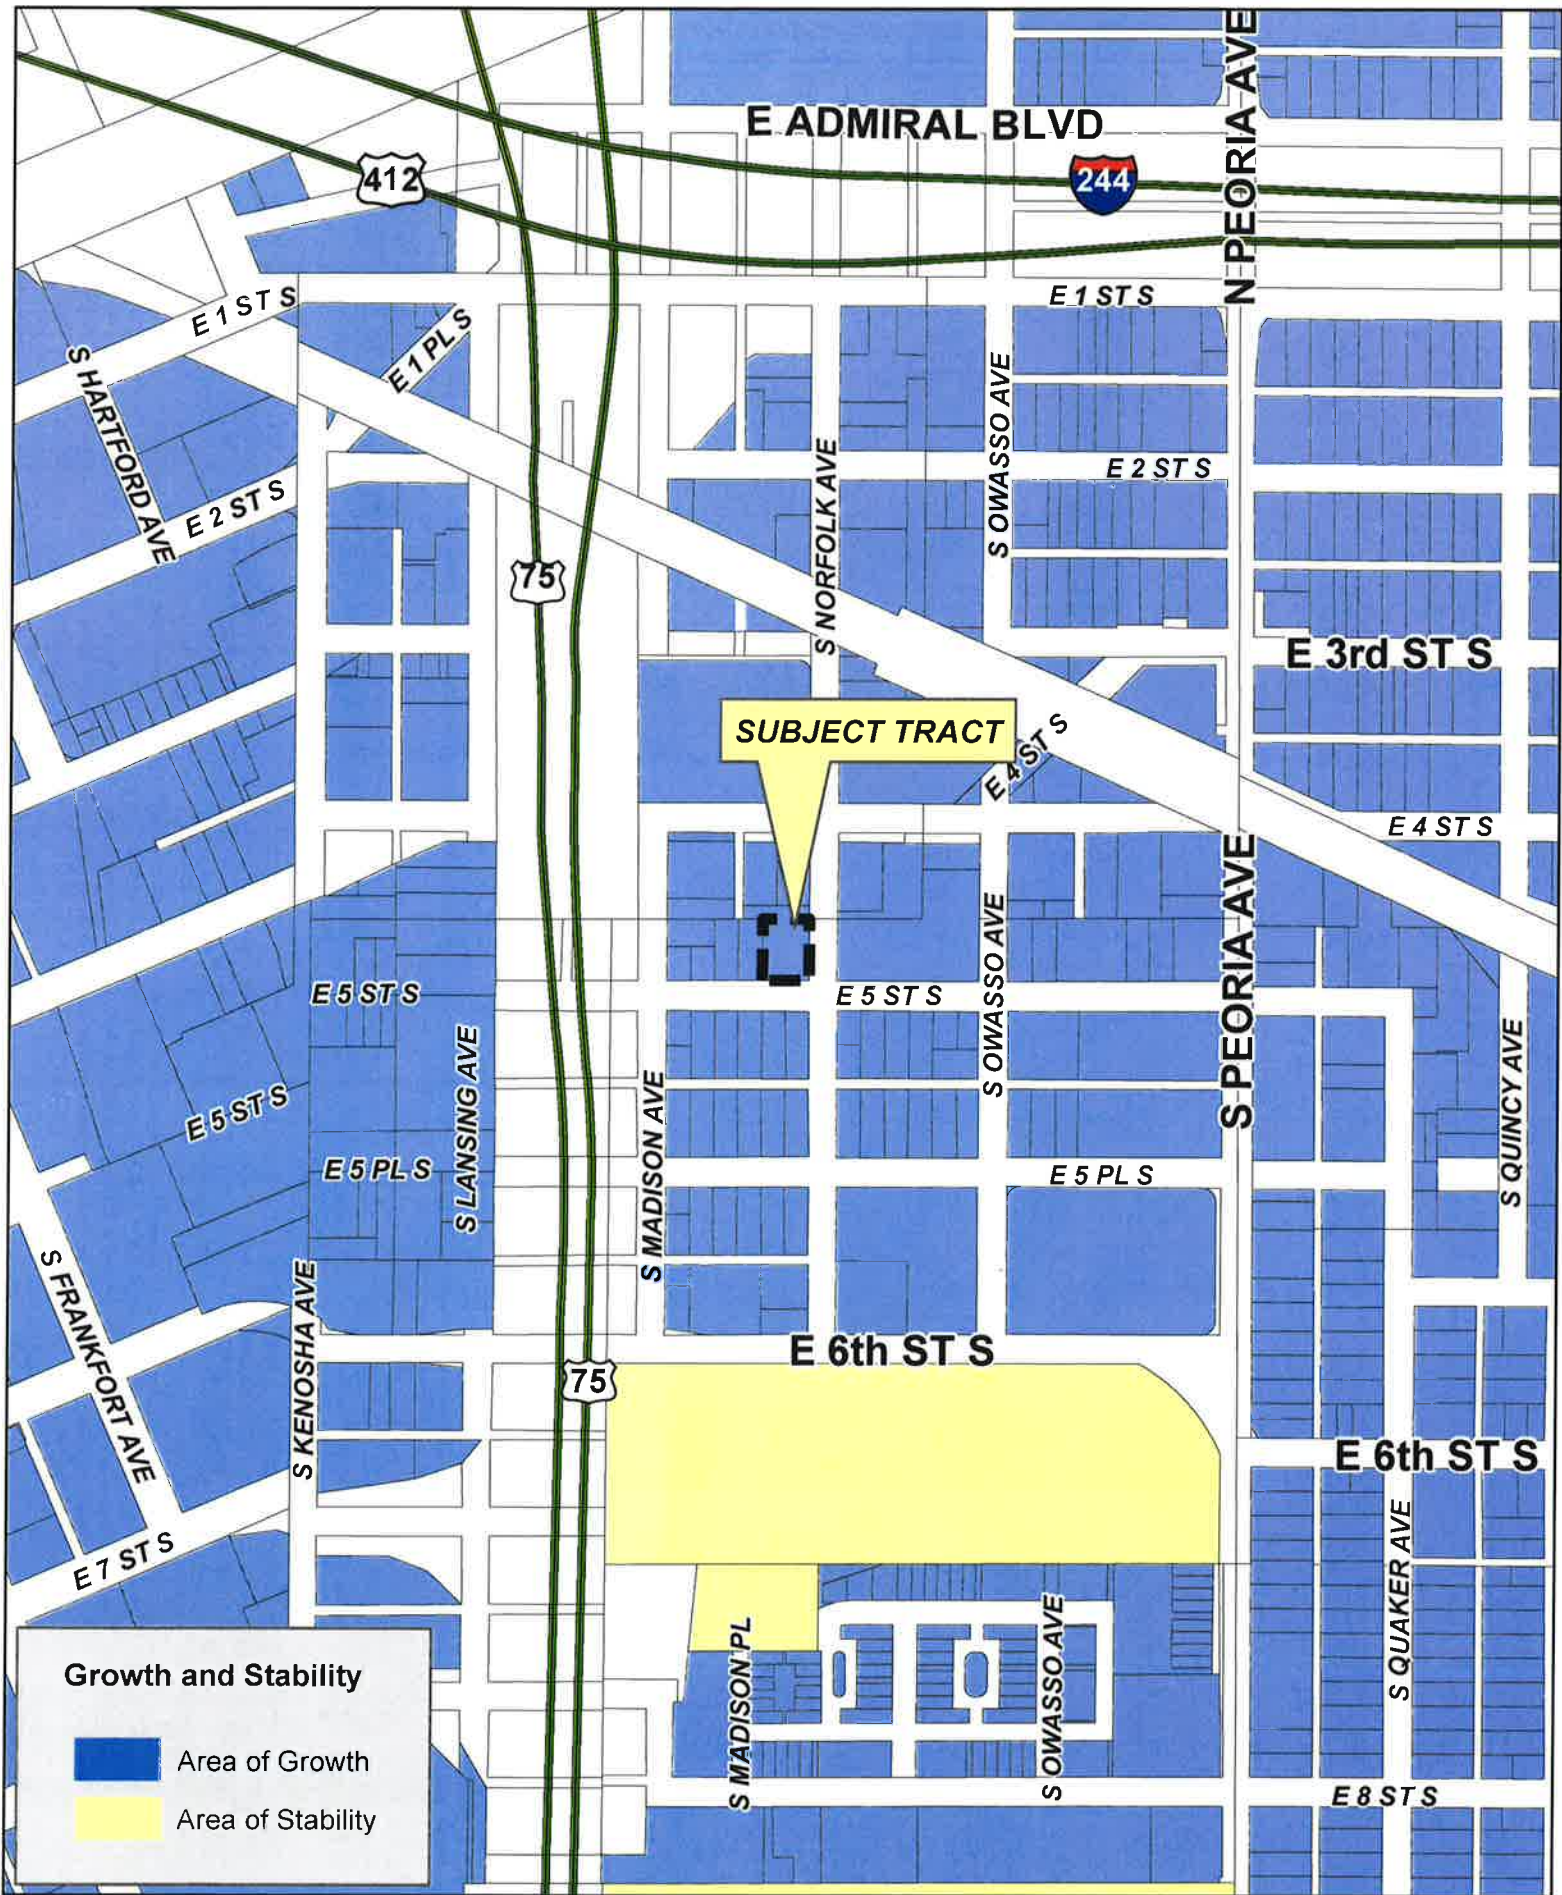 E ADMIRAL BLVD
N PEORIA AVE
412
244
E 1 ST S
E 1 ST S
E 1 PL S
S HARTFORD AVE
S OWASSO AVE
E 2 ST S
S NORFOLK AVE
E 2 ST S
75
E 3rd ST S
SUBJECT TRACT
E 4 ST S
E 4 ST S
S PEORIA AVE
S OWASSO AVE
E 5 ST S
E 5 ST S
S LANSING AVE
S MADISON AVE
S QUINCY AVE
E 5 ST S
E 5 PL S
E 5 PL S
S FRANKFORT AVE
S KENOSHA AVE
E 6th ST S
75
E 6th ST S
S QUAKER AVE
E 7 ST S
S MADISON PL
S OWASSO AVE
E 8 ST S
Growth and Stability
Area of Growth
Area of Stability